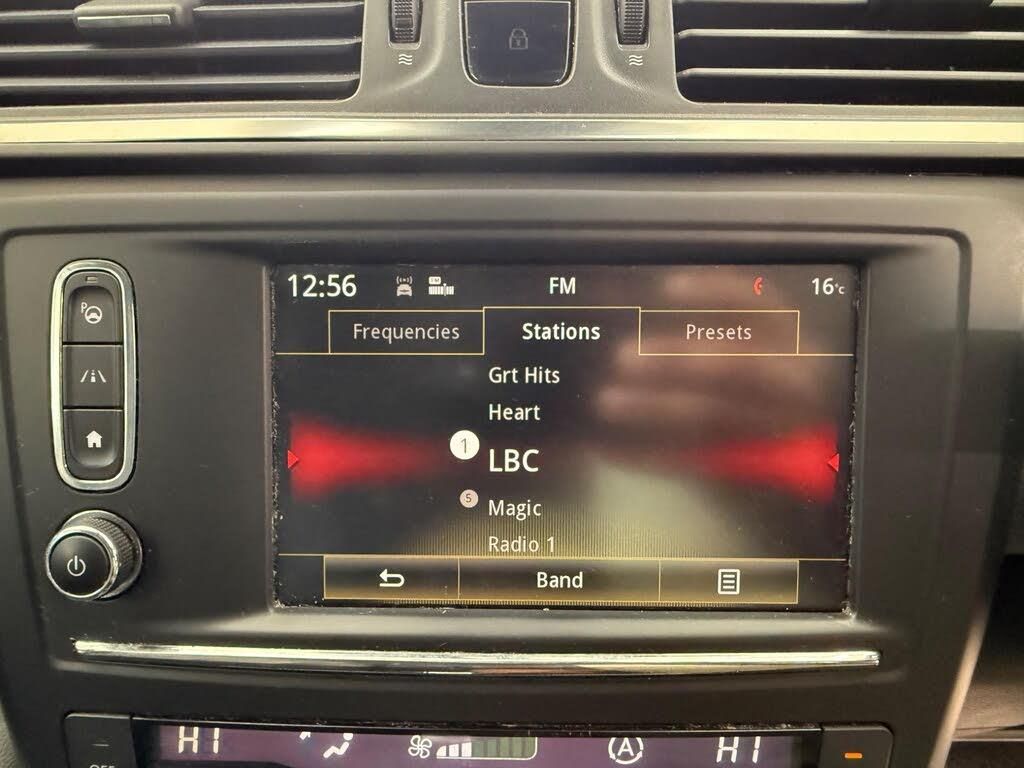 P
12:56 FM 16°c
Frequencies Stations Presets
Grt Hits
Heart
1 LBC
5 Magic
Radio 1
Band
HI A HI
OFF